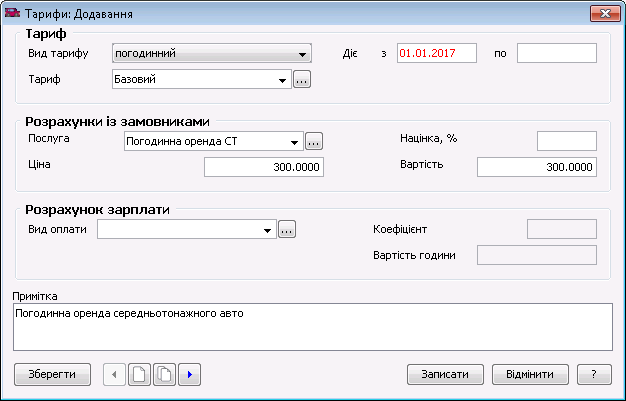 Тарифи: Додавання
Тариф
Вид тарифу погодинний Діє з 01.01.2017 по
Тариф Базовий ...
Розрахунки із замовниками
Послуга Погодинна оренда СТ ... Націнка, %
Ціна 300.0000 Вартість 300.0000
Розрахунок зарплати
Вид оплати ... Коефіцієнт
Вартість години
Примітка
Погодинна оренда середньотонажного авто
Зберегти Записати Відмінити ?